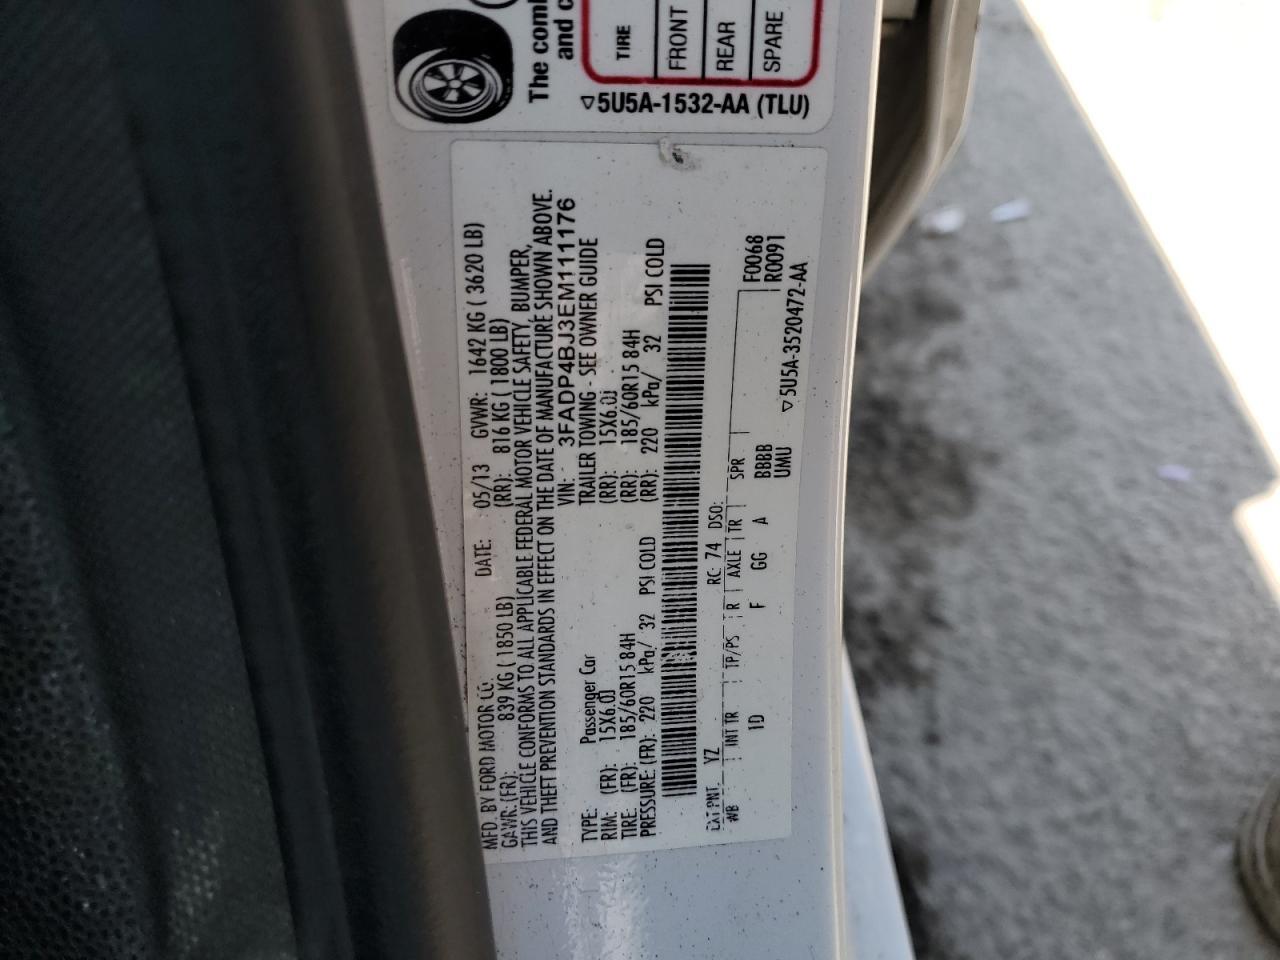 The com
and c
TIRE
FRONT
REAR
SPARE
5U5A-1532-AA (TLU)
MFD. BY FORD MOTOR CO.
DATE: 05/13 GVWR: 1642 KG ( 3620 LB)
GAWR: (FR): 839 KG ( 1850 LB) (RR): 816 KG ( 1800 LB)
THIS VEHICLE CONFORMS TO ALL APPLICABLE FEDERAL MOTOR VEHICLE SAFETY, BUMPER,
AND THEFT PREVENTION STANDARDS IN EFFECT ON THE DATE OF MANUFACTURE SHOWN ABOVE.
VIN: 3FADP4BJ3EM111176
TYPE: Passenger Car TRAILER TOWING - SEE OWNER GUIDE
RIM: (FR): 15X6.0J (RR): 15X6.0J
TIRE: (FR): 185/60R15 84H (RR): 185/60R15 84H
PRESSURE: (FR): 220 kPa/ 32 PSI COLD (RR): 220 kPa/ 32 PSI COLD
EXT PNT: YZ RC: 74 DSO: F0068
WB INT TR TP/PS R AXLE TR SPR R0091
1D F GG A BBBB
UMU 5U5A-3520472-AA